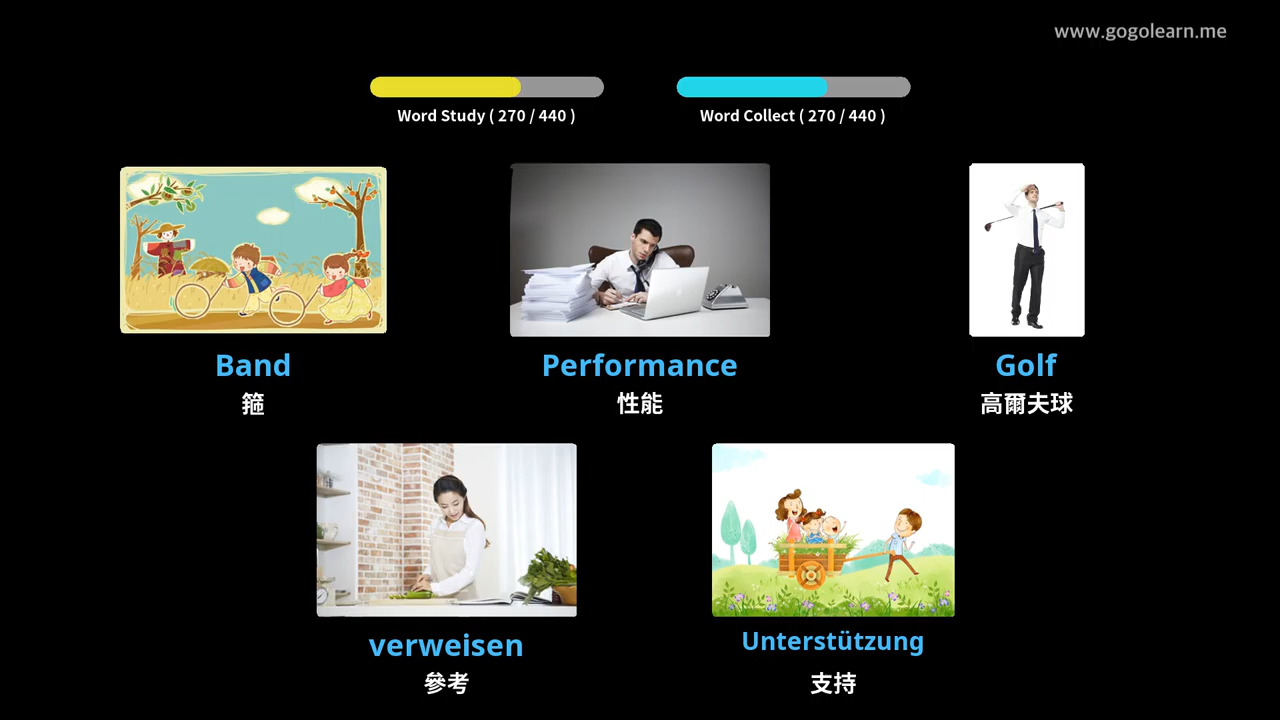 www.gogolearn.me
Word Study ( 270 / 440 )
Word Collect ( 270 / 440 )
Band
箍
Performance
性能
Golf
高爾夫球
verweisen
參考
Unterstützung
支持